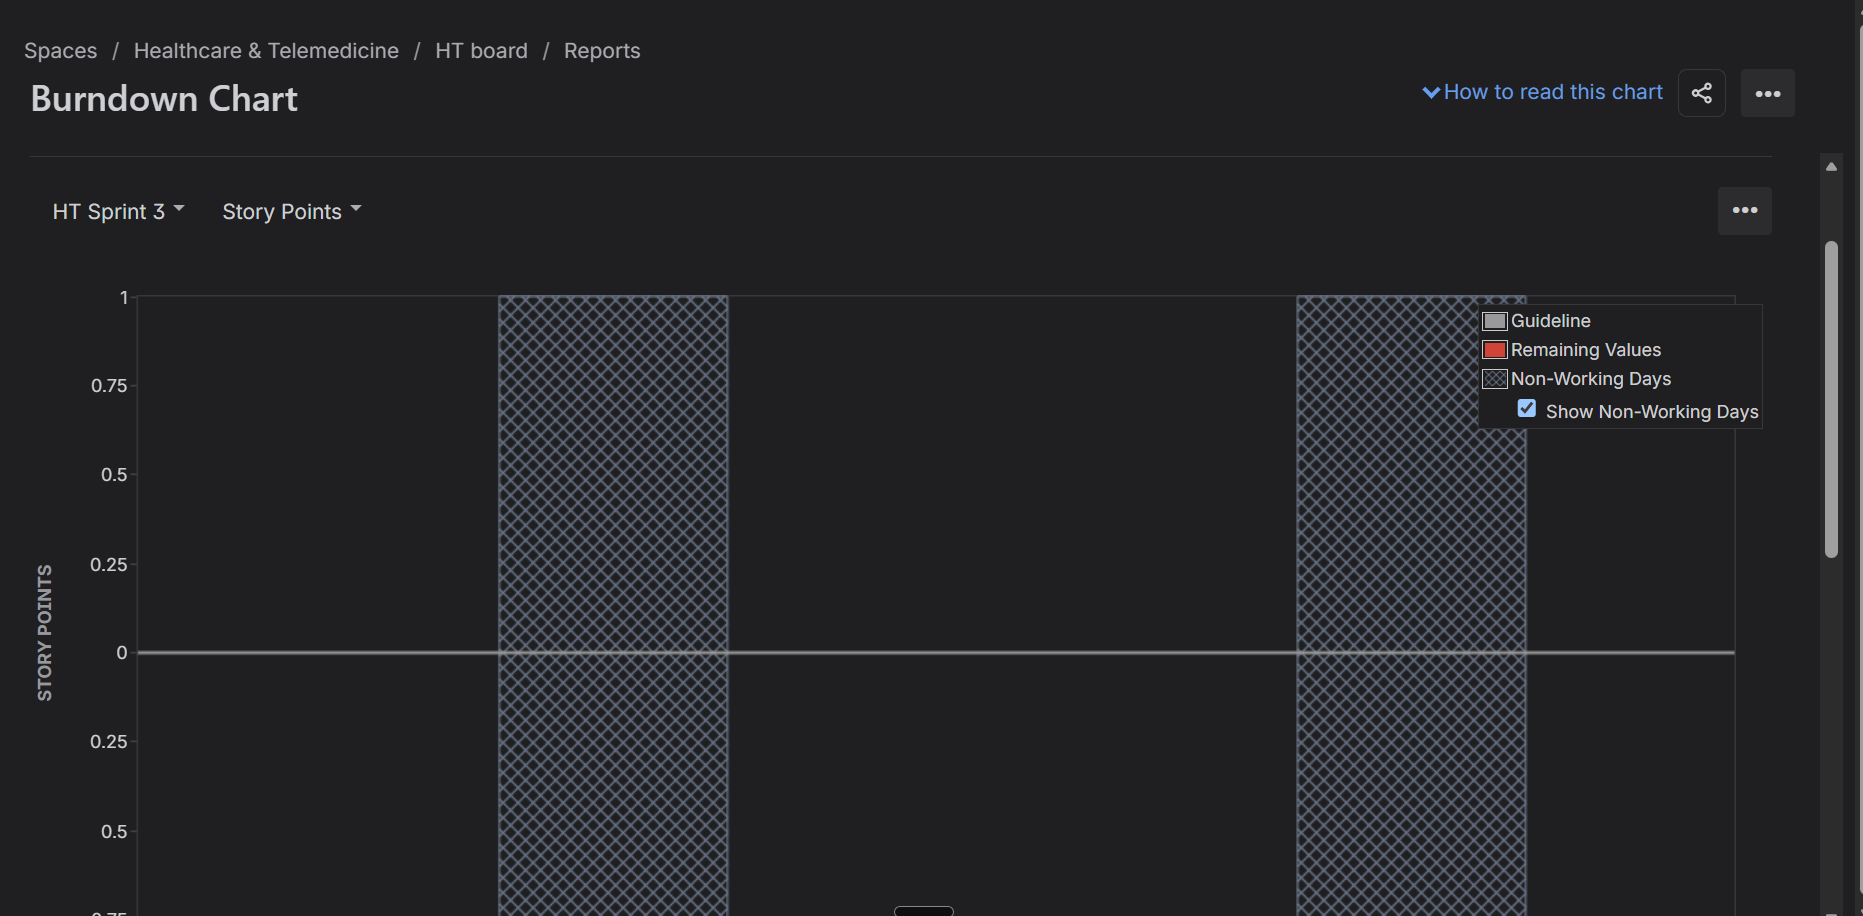 Spaces / Healthcare & Telemedicine / HT board / Reports
Burndown Chart
How to read this chart
HT Sprint 3
Story Points
1
0.75
0.5
0.25
0
0.25
0.5
0.75
STORY POINTS
Guideline
Remaining Values
Non-Working Days
Show Non-Working Days